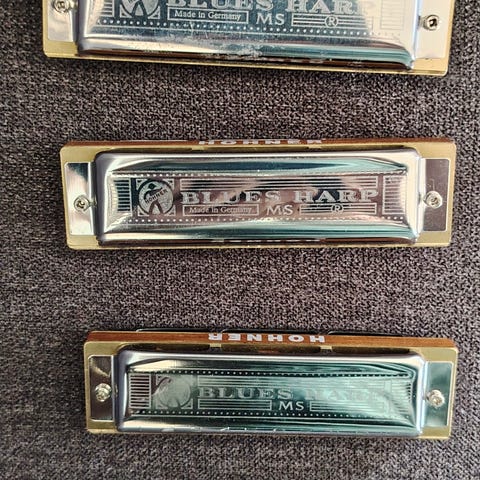 BLUES HARP
Made in Germany MS ®
HOHNER
BLUES HARP
Made in Germany MS ®
HOHNER
BLUES HARP
MS